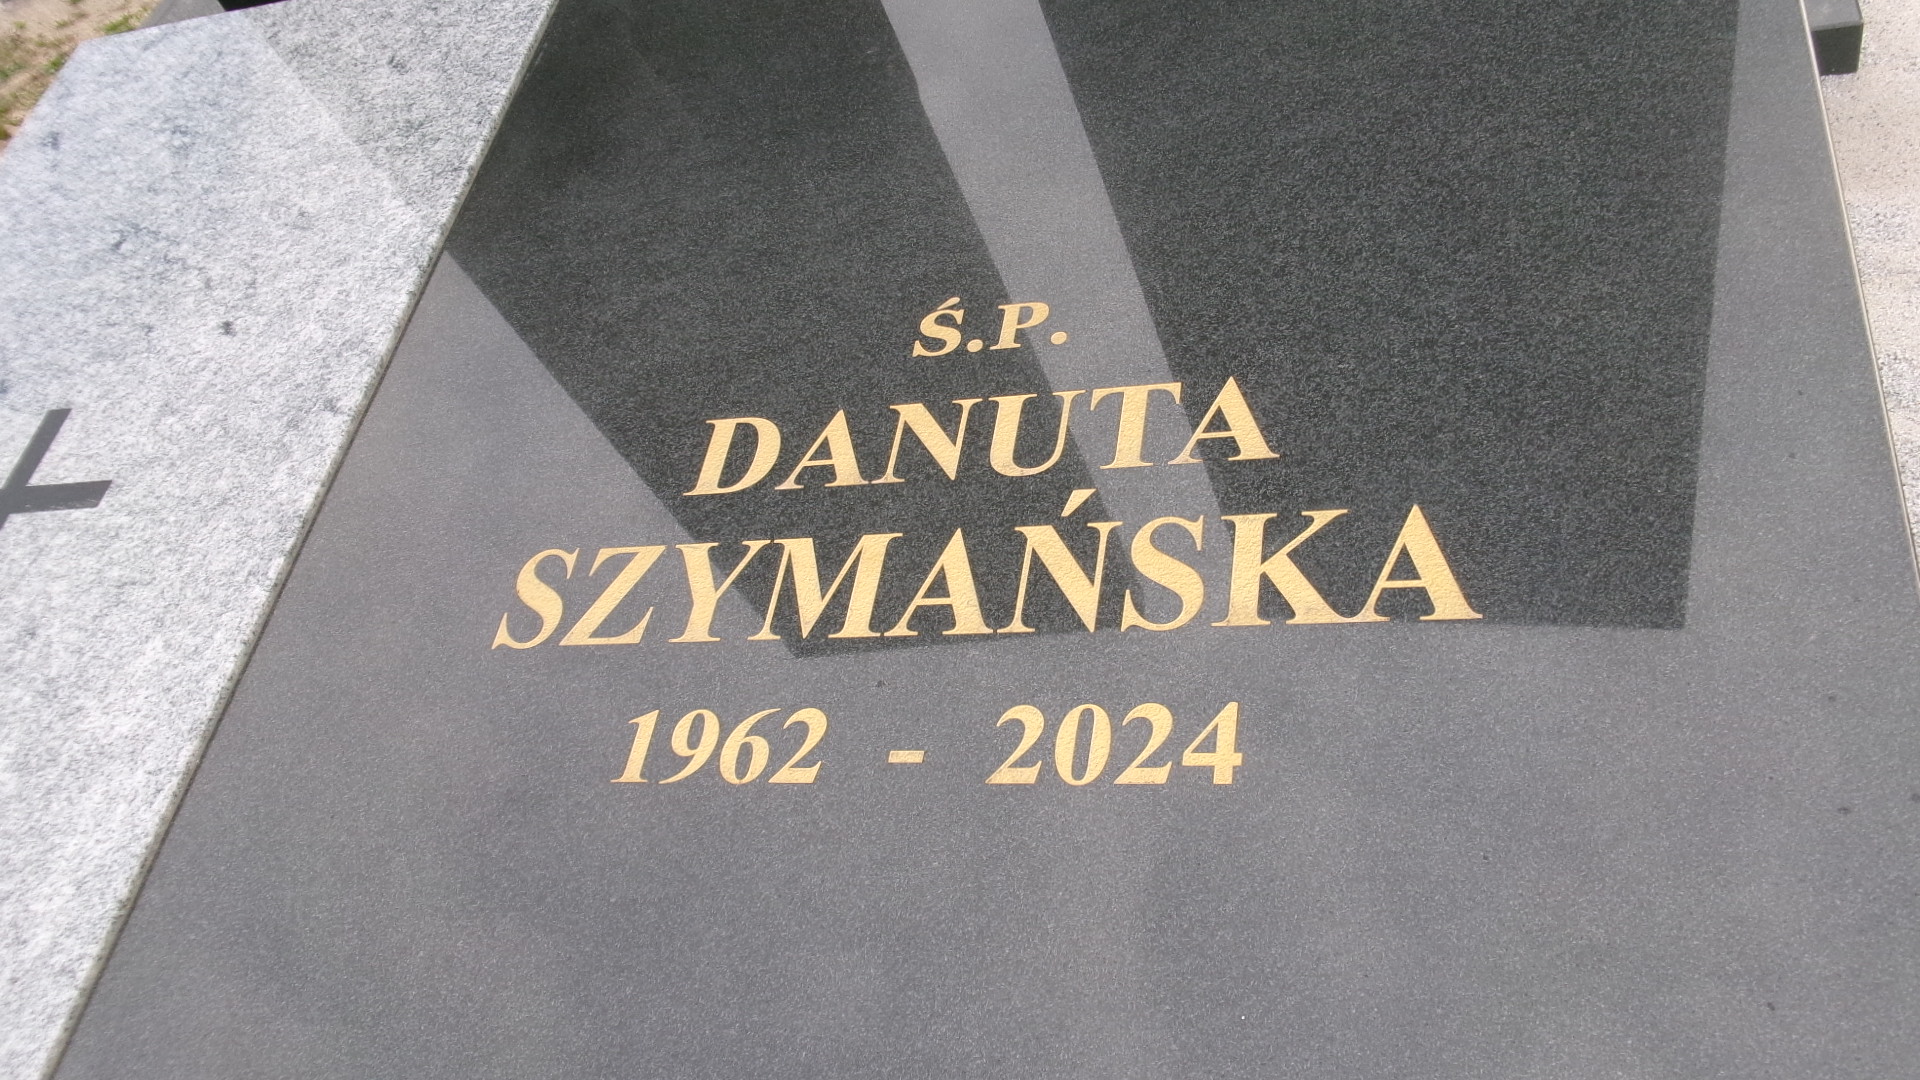 Ś.P.
DANUTA
SZYMAŃSKA
1962 - 2024